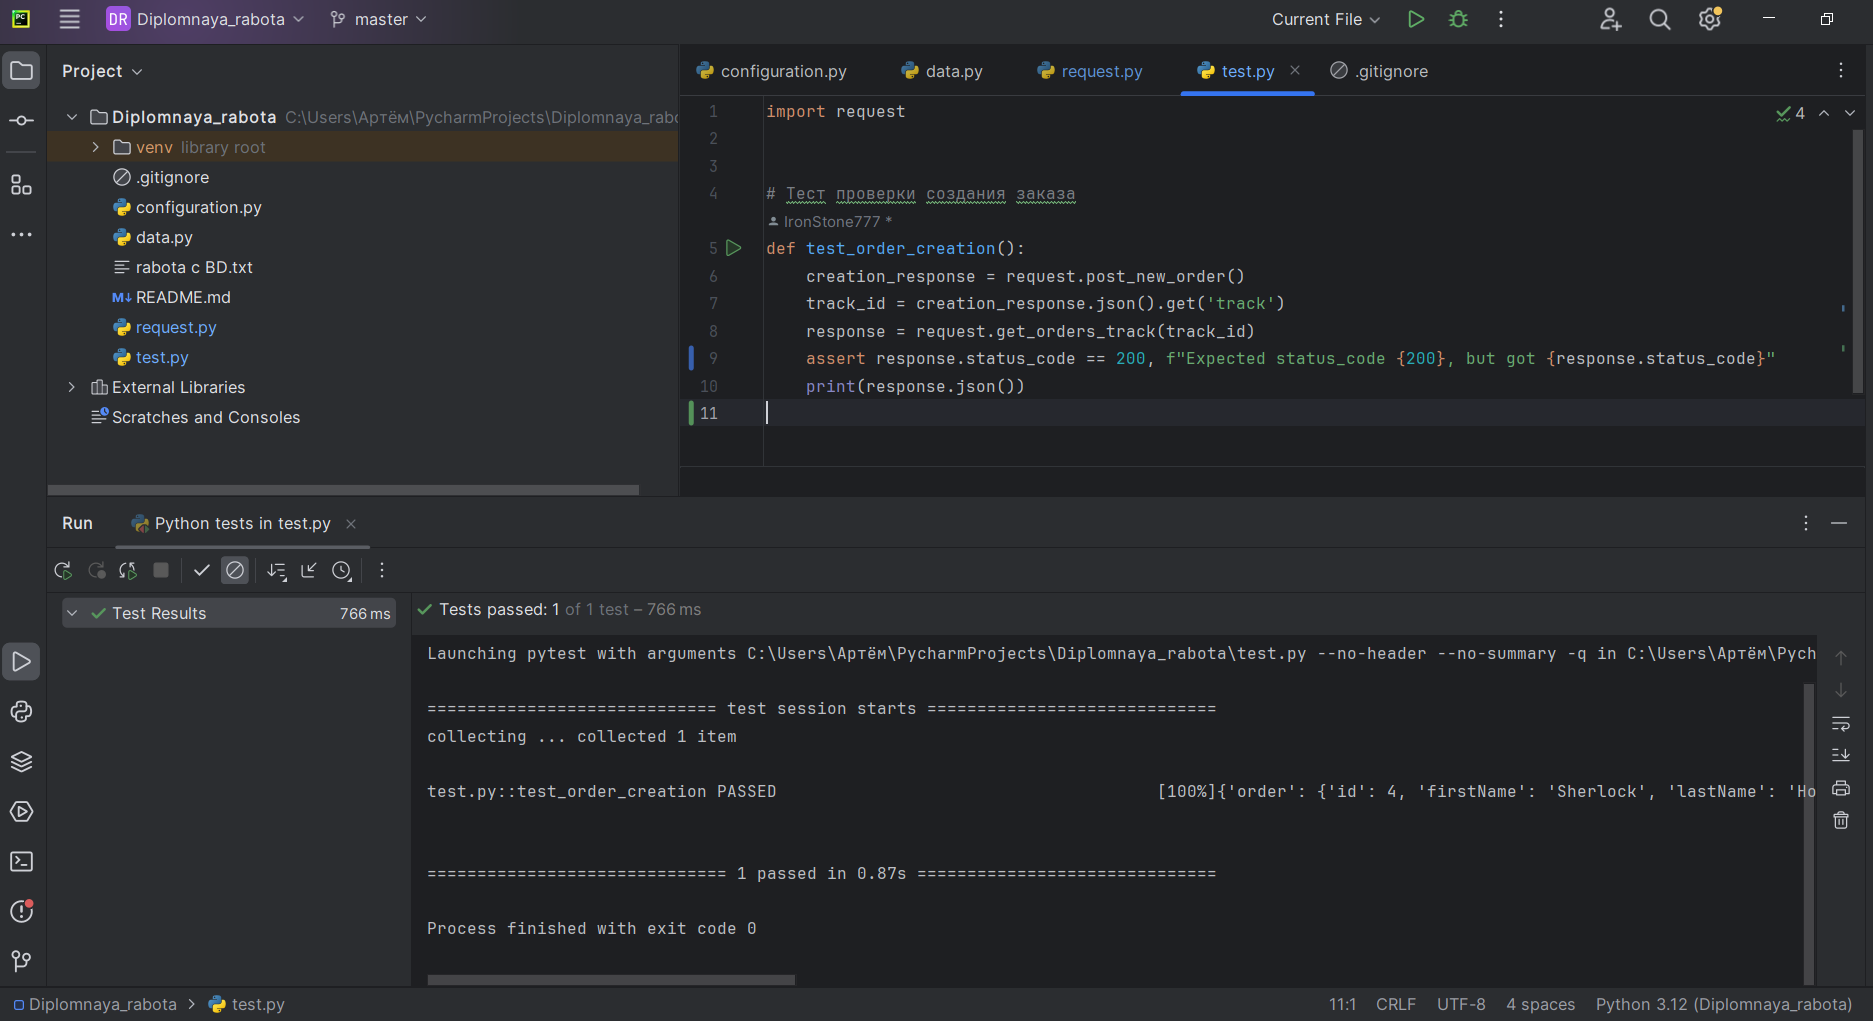 PC
DR Diplomnaya_rabota master Current File
Project
Diplomnaya_rabota C:\Users\Артём\PycharmProjects\Diplomnaya_rabo
venv library root
.gitignore
configuration.py
data.py
rabota c BD.txt
M↓ README.md
request.py
test.py
External Libraries
Scratches and Consoles
configuration.py data.py request.py test.py .gitignore
1 import request
4
2
3
4 # Тест проверки создания заказа
IronStone777 *
5 def test_order_creation():
6 creation_response = request.post_new_order()
7 track_id = creation_response.json().get('track')
8 response = request.get_orders_track(track_id)
9 assert response.status_code == 200, f"Expected status_code {200}, but got {response.status_code}"
10 print(response.json())
11
Run Python tests in test.py
Test Results 766 ms
Tests passed: 1 of 1 test – 766 ms
Launching pytest with arguments C:\Users\Артём\PycharmProjects\Diplomnaya_rabota\test.py --no-header --no-summary -q in C:\Users\Артём\Pych
============================= test session starts =============================
collecting ... collected 1 item
test.py::test_order_creation PASSED [100%]{'order': {'id': 4, 'firstName': 'Sherlock', 'lastName': 'Ho
============================== 1 passed in 0.87s ==============================
Process finished with exit code 0
Diplomnaya_rabota > test.py 11:1 CRLF UTF-8 4 spaces Python 3.12 (Diplomnaya_rabota)